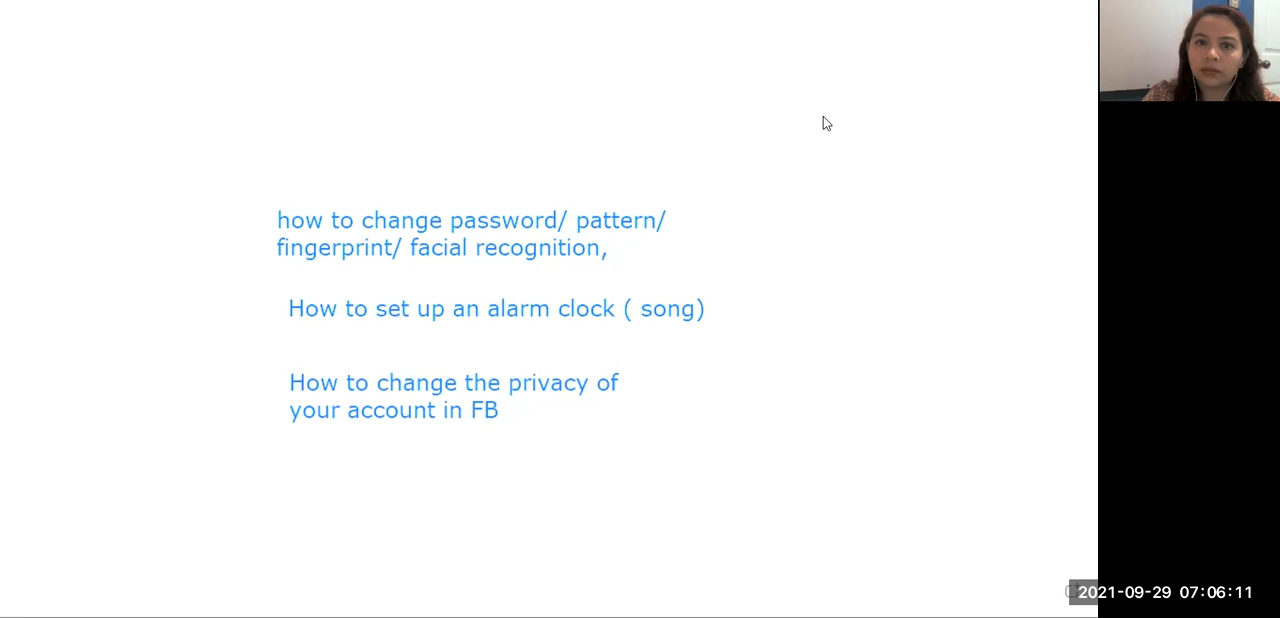 how to change password/ pattern/
fingerprint/ facial recognition,
How to set up an alarm clock ( song)
How to change the privacy of
your account in FB
2021-09-29 07:06:11